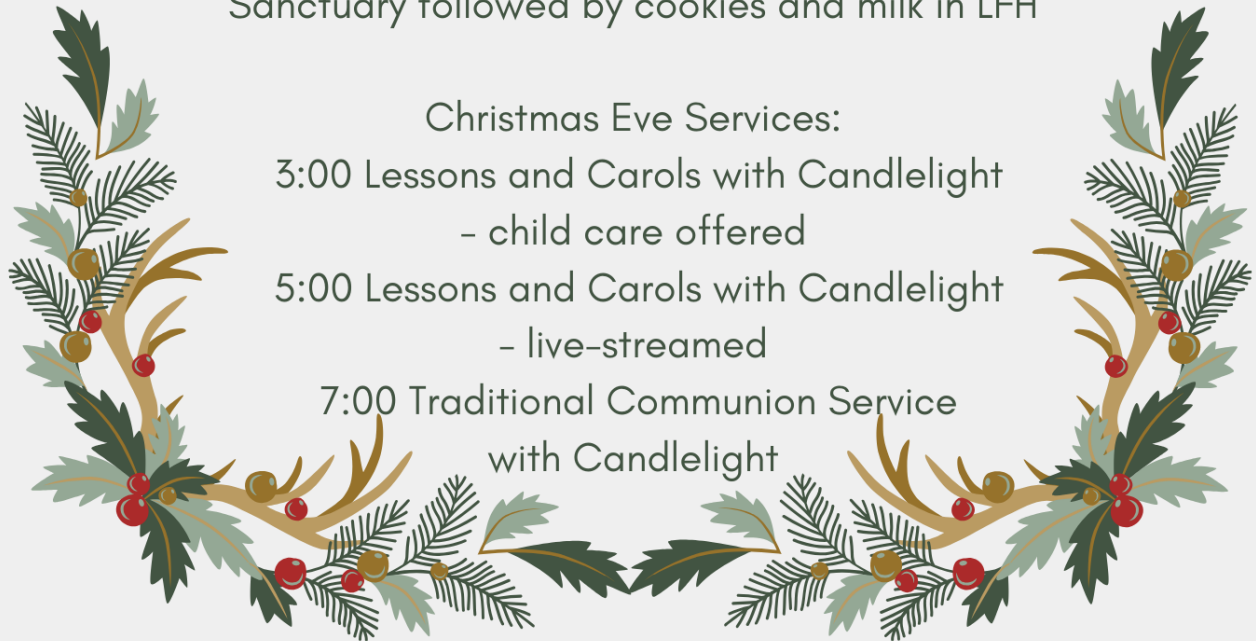 Sanctuary followed by cookies and milk in LFH
Christmas Eve Services:
3:00 Lessons and Carols with Candlelight
- child care offered
5:00 Lessons and Carols with Candlelight
- live-streamed
7:00 Traditional Communion Service
with Candlelight